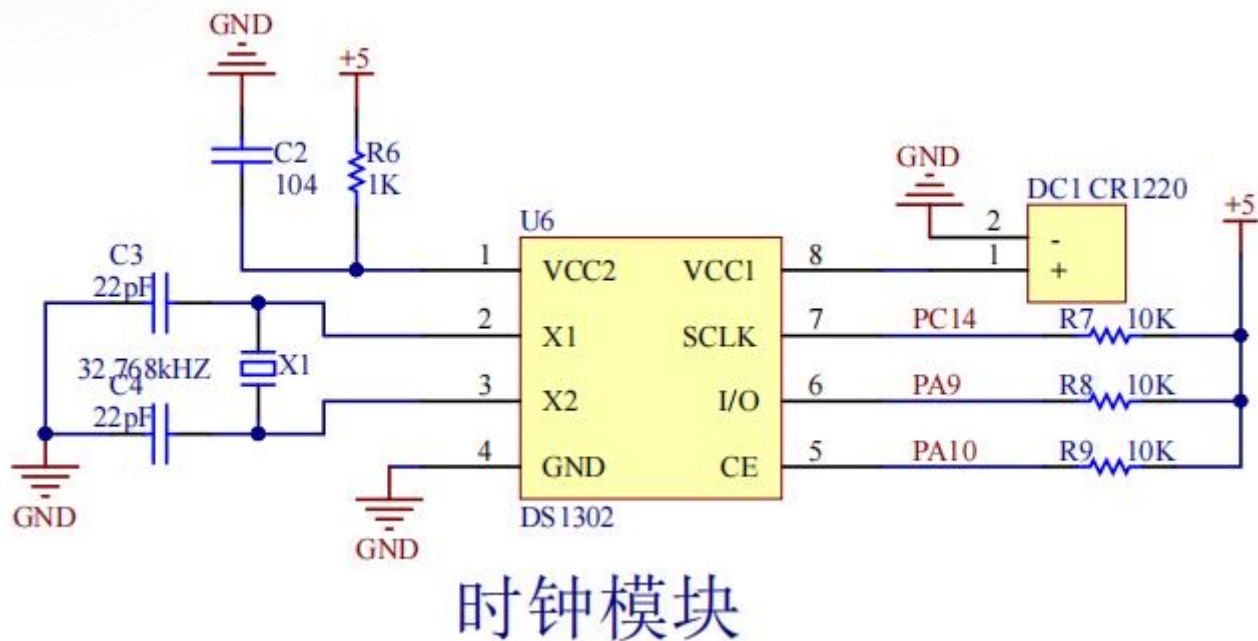 GND
+5
C2
104
R6
1K
GND
DC1 CR1220
+5
U6
C3
22pF
1
VCC2
VCC1
8
2
-
1
+
2
X1
SCLK
7
PC14
R7
10K
32.768kHZ
X1
C4
22pF
3
X2
I/O
6
PA9
R8
10K
4
GND
CE
5
PA10
R9
10K
GND
DS1302
GND
时钟模块